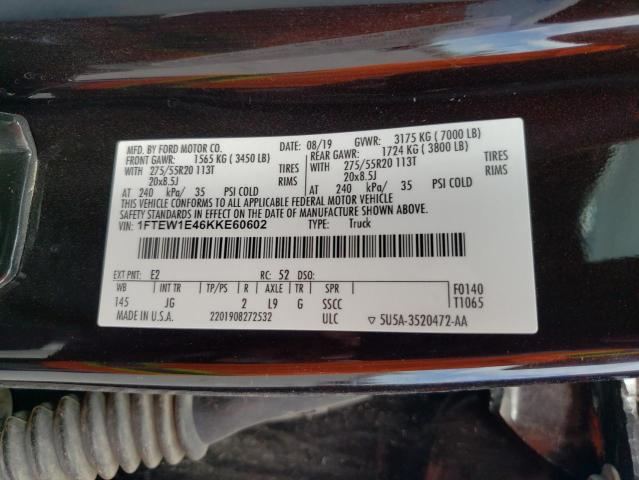 MFD. BY FORD MOTOR CO. DATE: 08/19 GVWR: 3175 KG ( 7000 LB)
FRONT GAWR: 1565 KG ( 3450 LB) REAR GAWR: 1724 KG ( 3800 LB)
WITH 275/55R20 113T TIRES WITH 275/55R20 113T TIRES
20x8.5J RIMS 20x8.5J RIMS
AT 240 kPa/ 35 PSI COLD AT 240 kPa/ 35 PSI COLD
THIS VEHICLE CONFORMS TO ALL APPLICABLE FEDERAL MOTOR VEHICLE
SAFETY STANDARDS IN EFFECT ON THE DATE OF MANUFACTURE SHOWN ABOVE.
VIN: 1FTEW1E46KKE60602 TYPE: Truck
EXT PNT: E2 RC: 52 DSO:
WB INT TR TP/PS R AXLE TR SPR F0140
145 JG 2 L9 G SSCC T1065
MADE IN U.S.A. 2201908272532 ULC ▽ 5U5A-3520472-AA